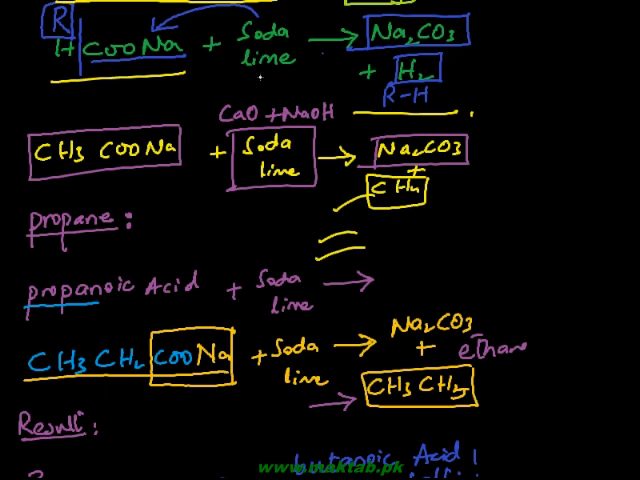 R
H COONa + Soda lime → Na2CO3
+ H2
R-H
CaO + NaOH
CH3 COONa + Soda lime → Na2CO3
+
CH4
propane:
propanoic Acid + Soda lime →
CH3 CH2 COONa + Soda lime → Na2CO3
+ ethane
→ CH3 CH3
Result:
butanoic Acid
www.maktab.pk